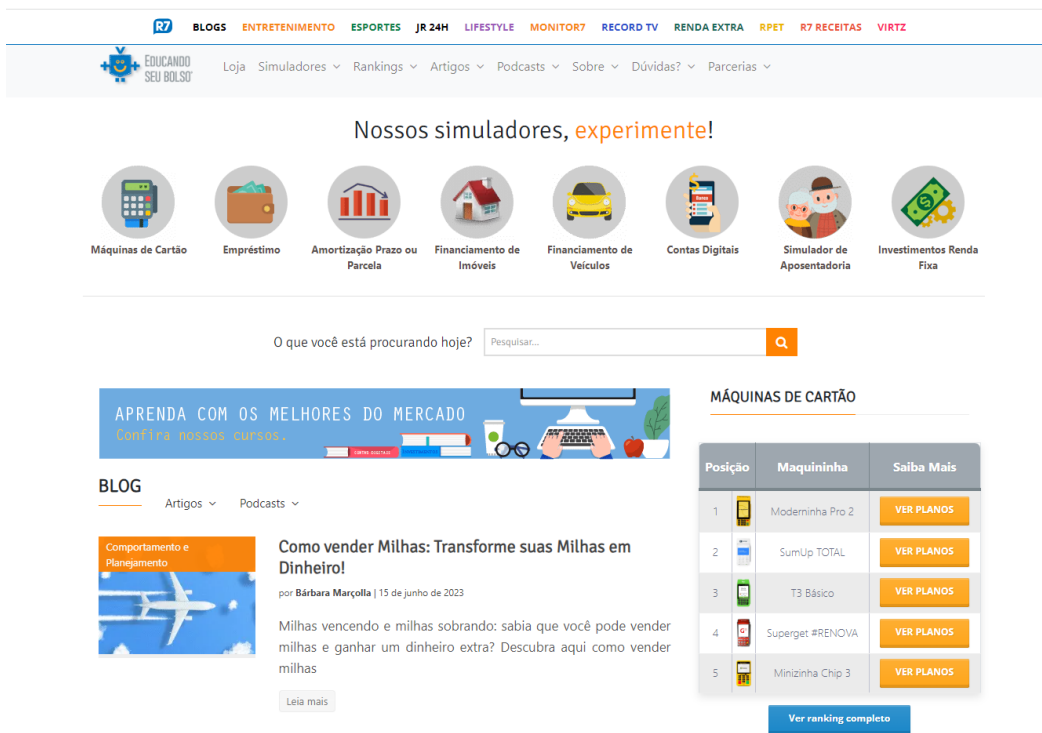 R7 BLOGS ENTRETENIMENTO ESPORTES JR 24H LIFESTYLE MONITOR7 RECORD TV RENDA EXTRA RPET R7 RECEITAS VIRTZ
EDUCANDO
SEU BOLSO
Loja Simuladores Rankings Artigos Podcasts Sobre Dúvidas? Parcerias
Nossos simuladores, experimente!
Máquinas de Cartão
Empréstimo
Amortização Prazo ou
Parcela
Financiamento de
Imóveis
Financiamento de
Veículos
Contas Digitais
Simulador de
Aposentadoria
Investimentos Renda
Fixa
O que você está procurando hoje? Pesquisar...
APRENDA COM OS MELHORES DO MERCADO
Confira nossos cursos.
BLOG
Artigos Podcasts
Comportamento e
Planejamento
Como vender Milhas: Transforme suas Milhas em
Dinheiro!
por Bárbara Marçolla | 15 de junho de 2023
Milhas vencendo e milhas sobrando: sabia que você pode vender
milhas e ganhar um dinheiro extra? Descubra aqui como vender
milhas
Leia mais
MÁQUINAS DE CARTÃO
Posição Maquininha Saiba Mais
1 Moderninha Pro 2 VER PLANOS
2 SumUp TOTAL VER PLANOS
3 T3 Básico VER PLANOS
4 Superget #RENOVA VER PLANOS
5 Minizinha Chip 3 VER PLANOS
Ver ranking completo